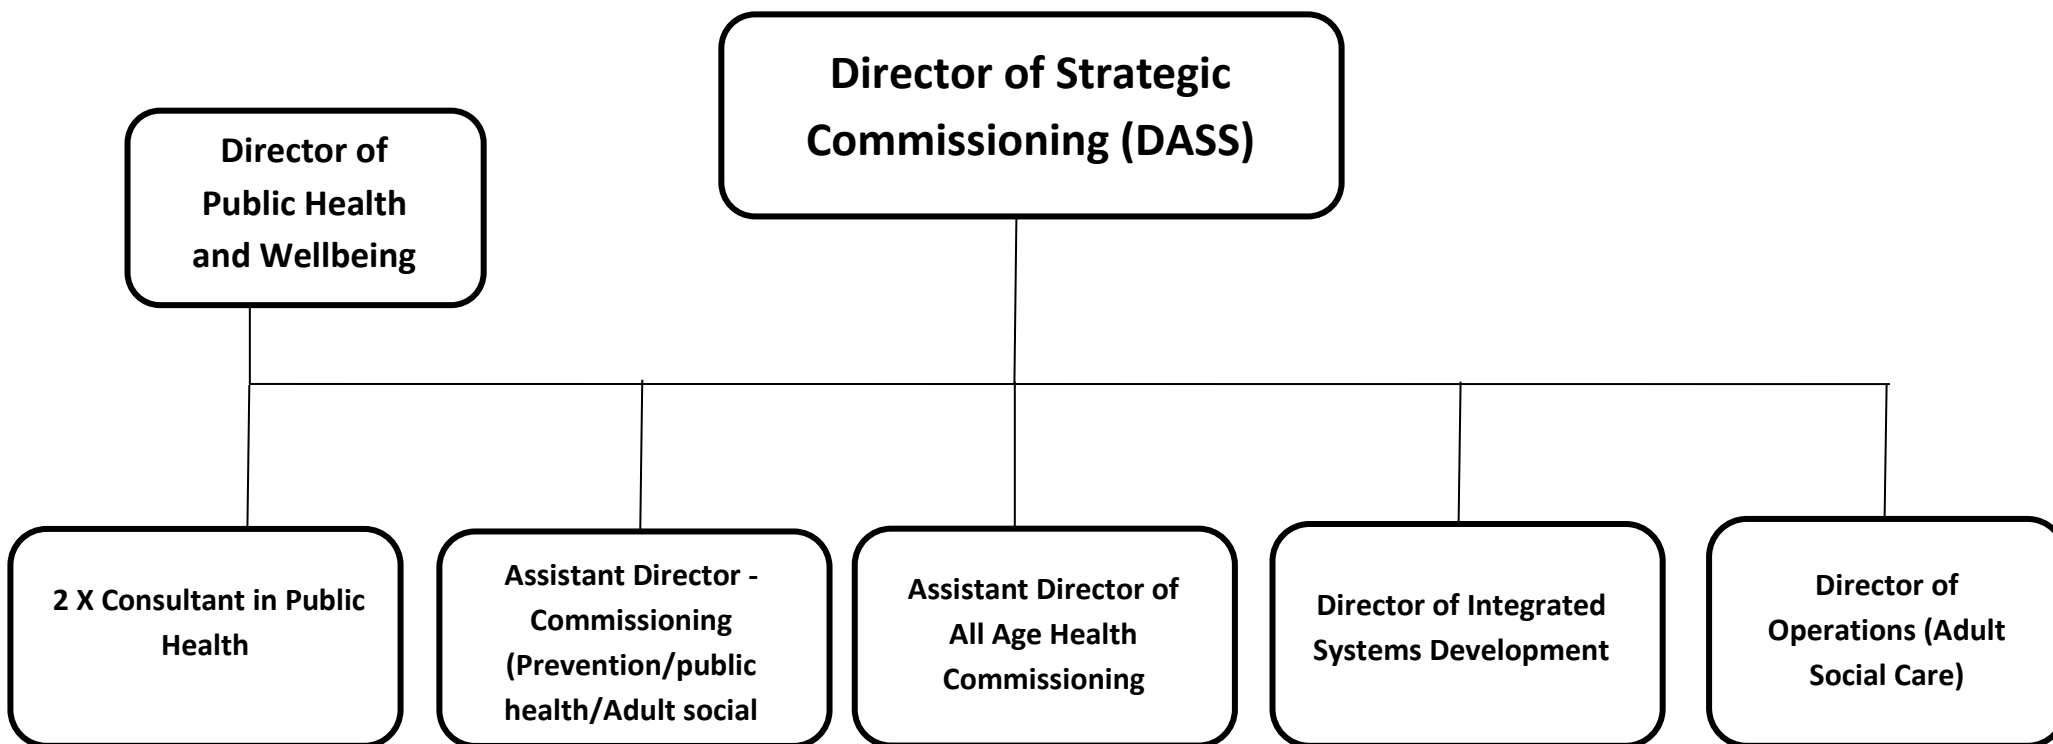 Director of Strategic
Commissioning (DASS)
Director of
Public Health
and Wellbeing
2 X Consultant in Public
Health
Assistant Director -
Commissioning
(Prevention/public
health/Adult social
Assistant Director of
All Age Health
Commissioning
Director of Integrated
Systems Development
Director of
Operations (Adult
Social Care)